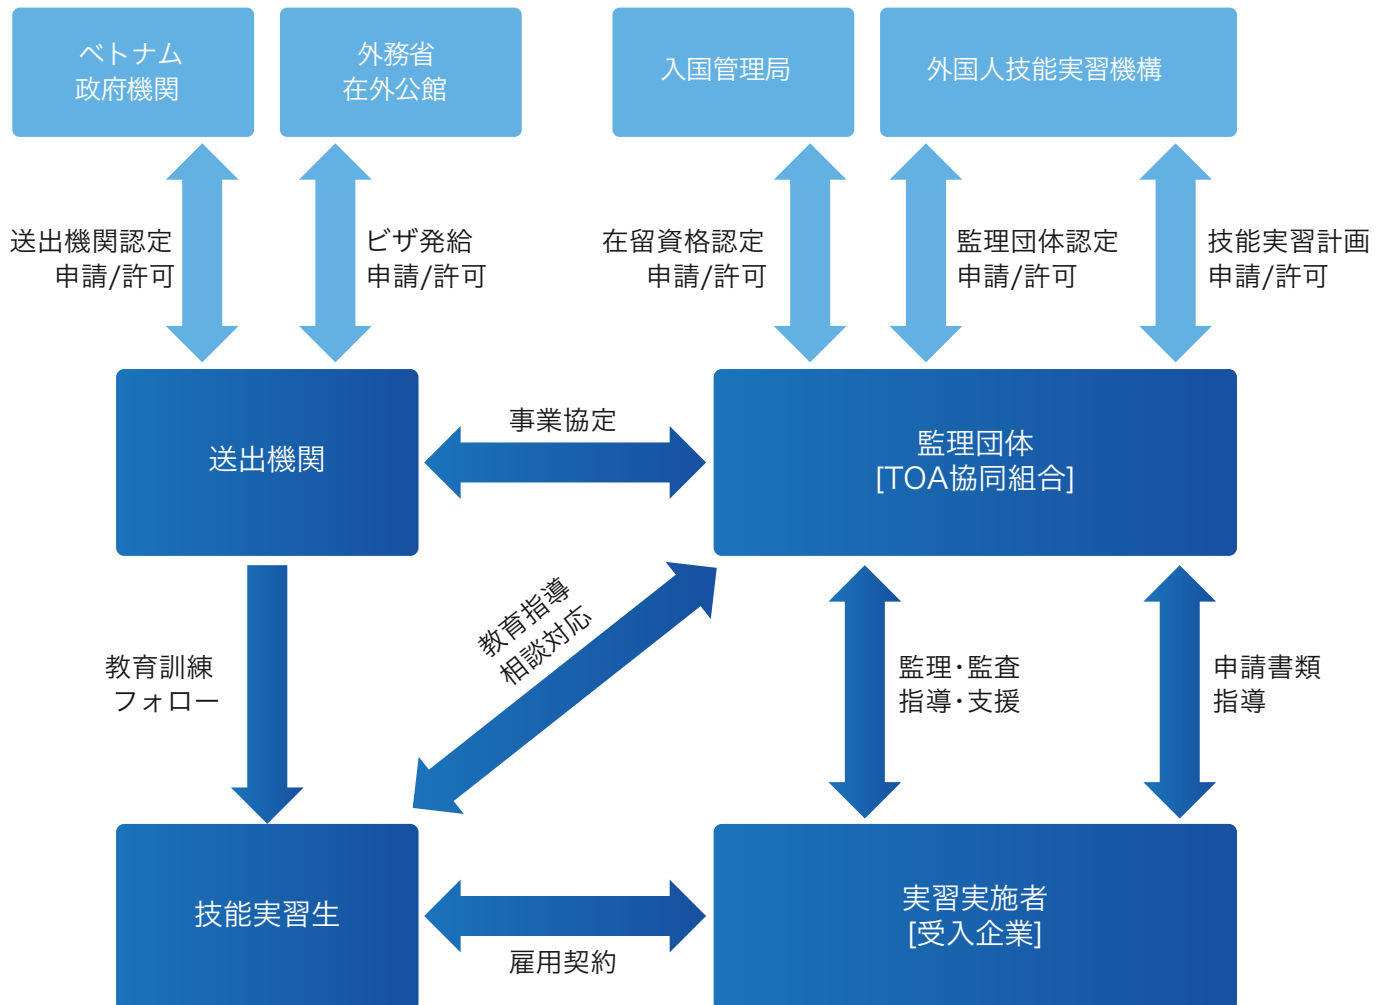 ベトナム
政府機関
外務省
在外公館
入国管理局
外国人技能実習機構
送出機関認定
申請/許可
ビザ発給
申請/許可
在留資格認定
申請/許可
監理団体認定
申請/許可
技能実習計画
申請/許可
送出機関
事業協定
監理団体
[TOA協同組合]
教育訓練
フォロー
教育指導
相談対応
監理・監査
指導・支援
申請書類
指導
技能実習生
雇用契約
実習実施者
[受入企業]